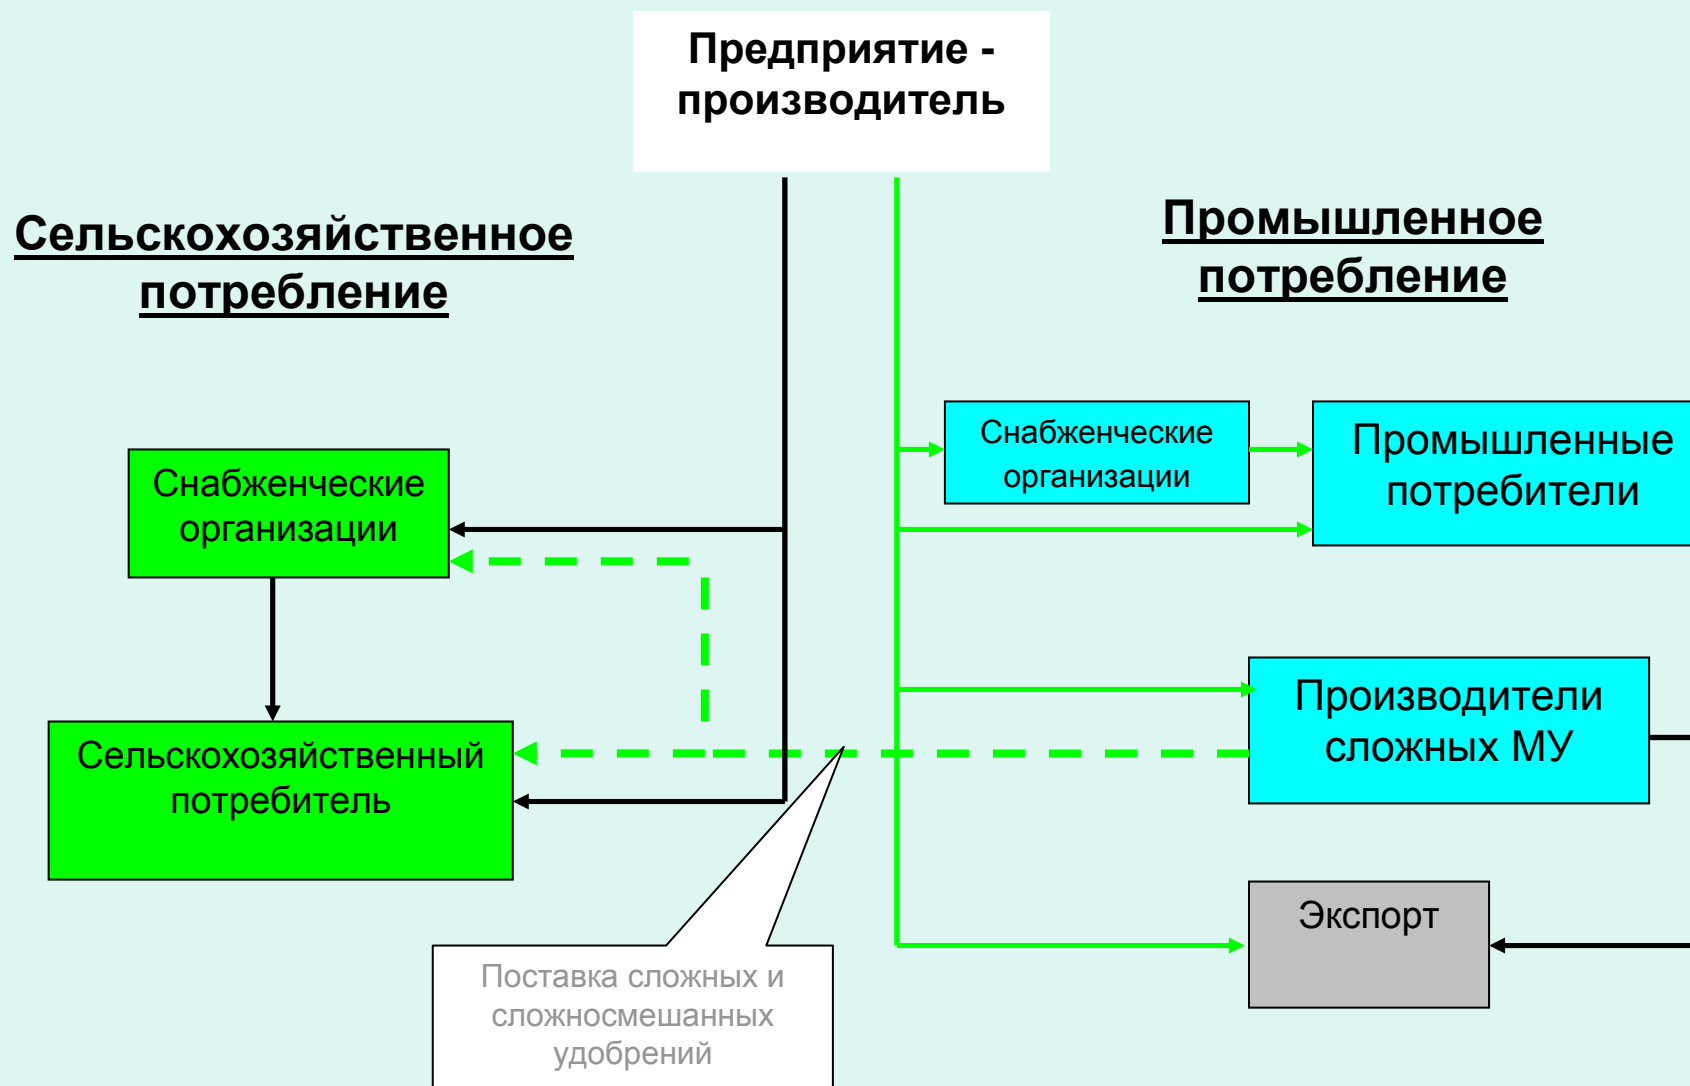 Предприятие -
производитель
Сельскохозяйственное
потребление
Промышленное
потребление
Снабженческие
организации
Промышленные
потребители
Снабженческие
организации
Производители
сложных МУ
Сельскохозяйственный
потребитель
Экспорт
Поставка сложных и
сложносмешанных
удобрений